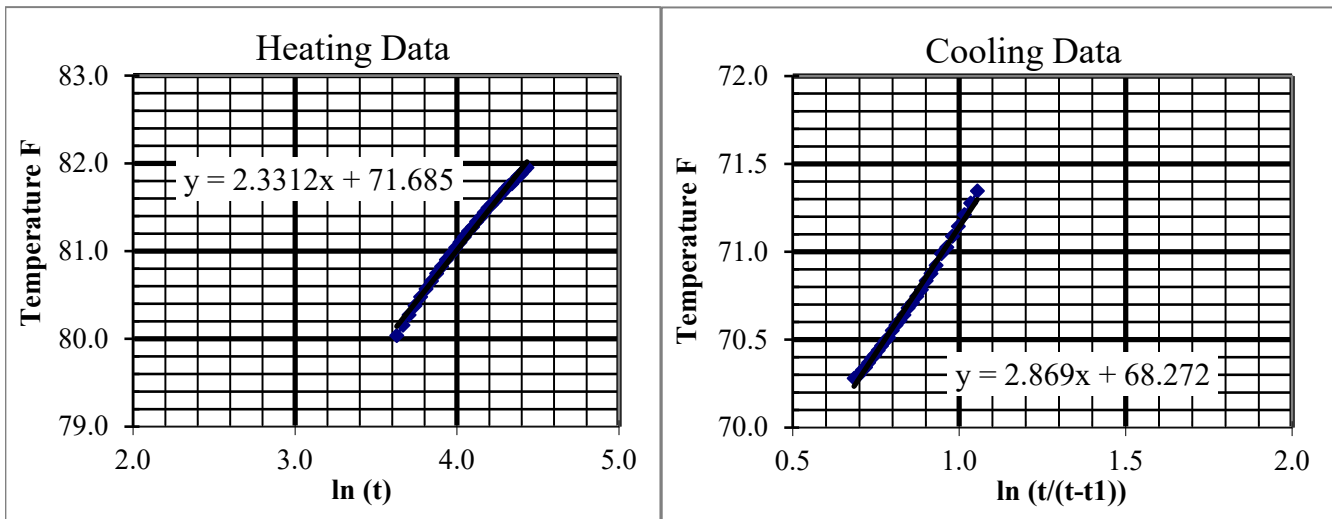 Heating Data
83.0
82.0
81.0
80.0
79.0
Temperature F
y = 2.3312x + 71.685
2.0 3.0 4.0 5.0
ln (t)
Cooling Data
72.0
71.5
71.0
70.5
70.0
Temperature F
y = 2.869x + 68.272
0.5 1.0 1.5 2.0
ln (t/(t-t1))